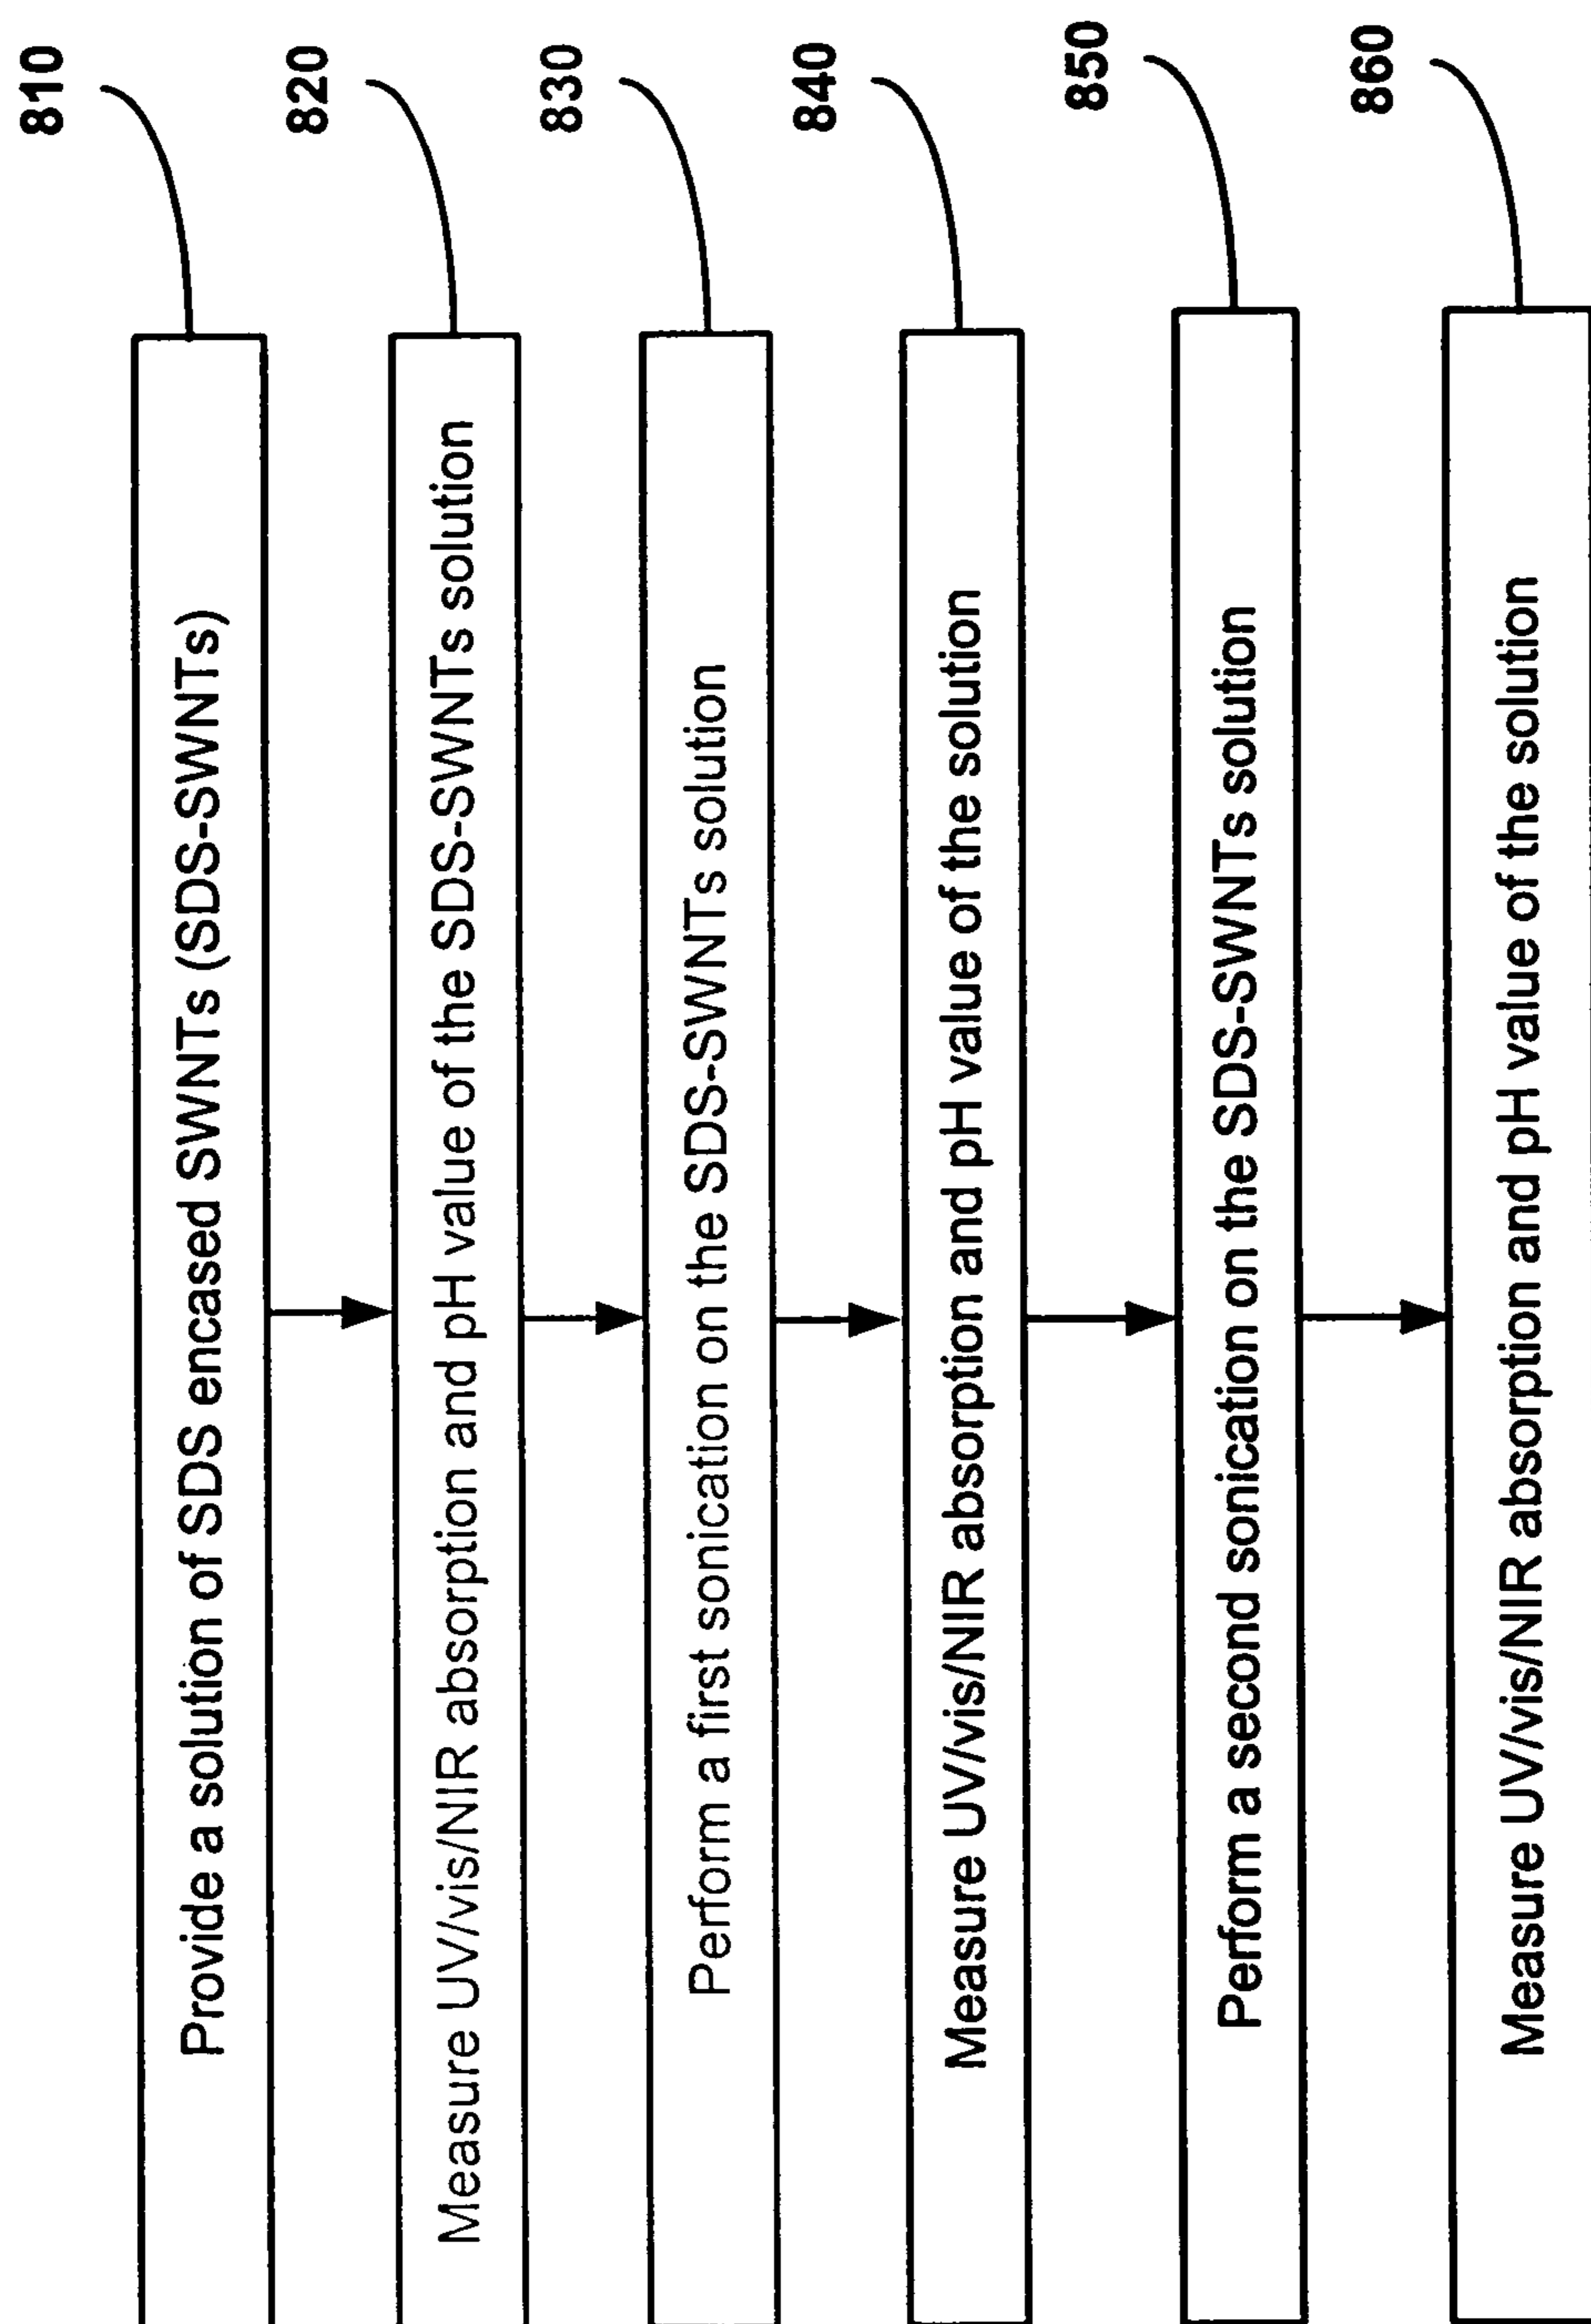 810
Provide a solution of SDS encased SWNTs (SDS-SWNTs)
820
Measure UV/vis/NIR absorption and pH value of the SDS-SWNTs solution
830
Perform a first sonication on the SDS-SWNTs solution
840
Measure UV/vis/NIR absorption and pH value of the solution
850
Perform a second sonication on the SDS-SWNTs solution
860
Measure UV/vis/NIR absorption and pH value of the solution